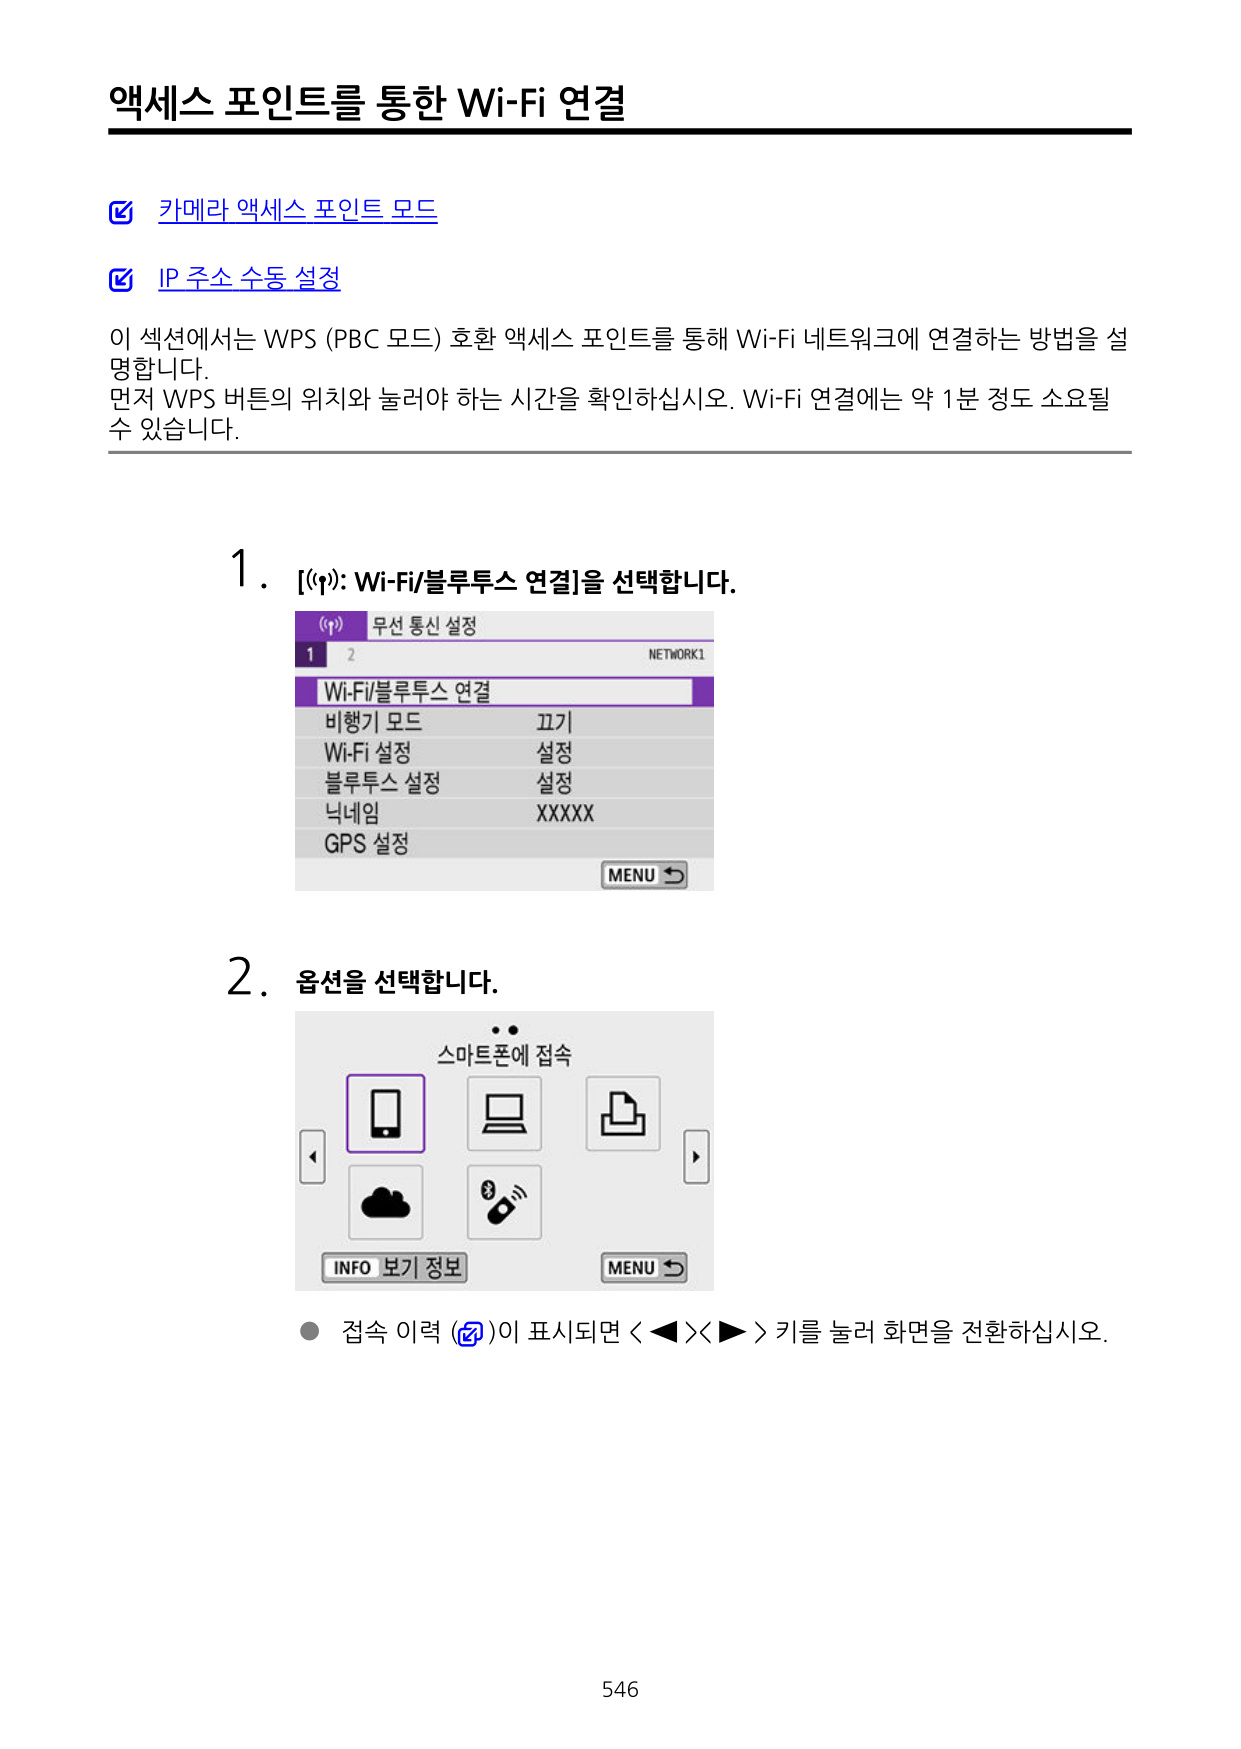 액세스 포인트를 통한 Wi-Fi 연결
카메라 액세스 포인트 모드
IP 주소 수동 설정
이 섹션에서는 WPS (PBC 모드) 호환 액세스 포인트를 통해 Wi-Fi 네트워크에 연결하는 방법을 설
명합니다.
먼저 WPS 버튼의 위치와 눌러야 하는 시간을 확인하십시오. Wi-Fi 연결에는 약 1분 정도 소요될
수 있습니다.
1. [: Wi-Fi/블루투스 연결]을 선택합니다.
무선 통신 설정
1 2 NETWORK1
Wi-Fi/블루투스 연결
비행기 모드 끄기
Wi-Fi 설정 설정
블루투스 설정 설정
닉네임 XXXXX
GPS 설정
MENU
2. 옵션을 선택합니다.
스마트폰에 접속
INFO 보기 정보 MENU
● 접속 이력 ()이 표시되면 < ◀ >< ▶ > 키를 눌러 화면을 전환하십시오.
546